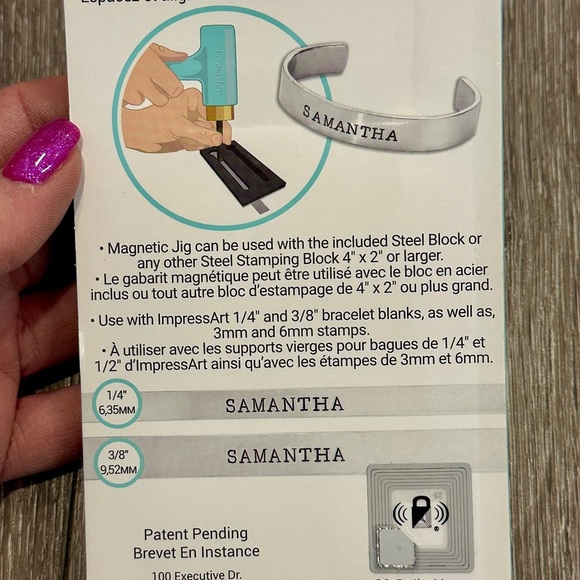 SAMANTHA
• Magnetic Jig can be used with the included Steel Block or
any other Steel Stamping Block 4" x 2" or larger.
• Le gabarit magnétique peut être utilisé avec le bloc en acier
inclus ou tout autre bloc d'estampage de 4" x 2" ou plus grand.
• Use with ImpressArt 1/4" and 3/8" bracelet blanks, as well as,
3mm and 6mm stamps.
• À utiliser avec les supports vierges pour bagues de 1/4" et
1/2" d'ImpressArt ainsi qu'avec les étampes de 3mm et 6mm.
1/4"
6,35MM
SAMANTHA
3/8"
9,52MM
SAMANTHA
Patent Pending
Brevet En Instance
100 Executive Dr.